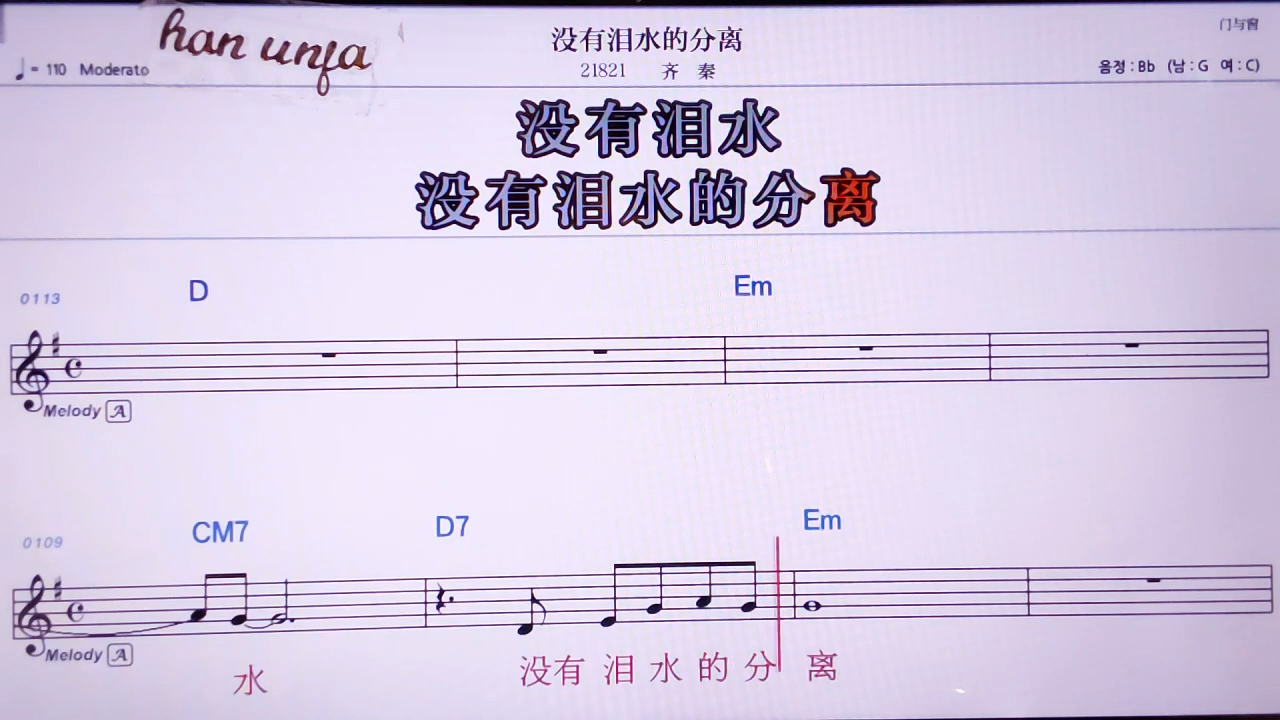 han unfa
没有泪水的分离
门与窗
♩= 110 Moderato
21821 齐 秦
음정 : Bb (남 : G 여 : C)
没有泪水
没有泪水的分离
D Em
0113
Melody A
CM7 D7 Em
0109
Melody A
水 没有 泪 水 的 分 离